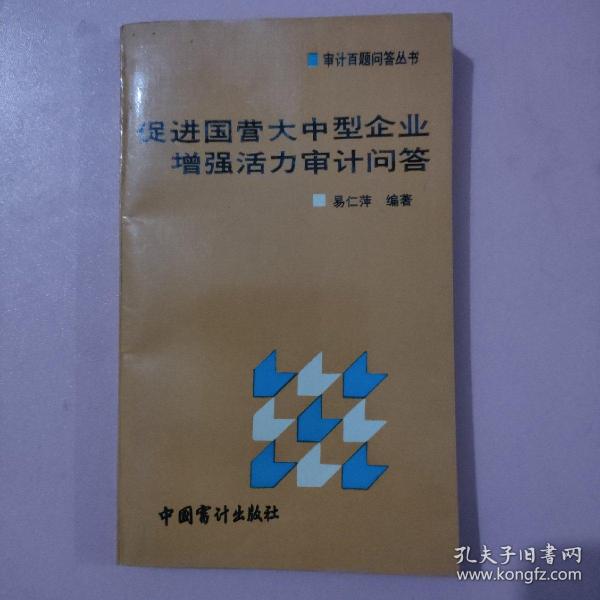 审计百题问答丛书
促进国营大中型企业
增强活力审计问答
易仁萍 编著
中国审计出版社
孔夫子旧书网
www.kongfz.com